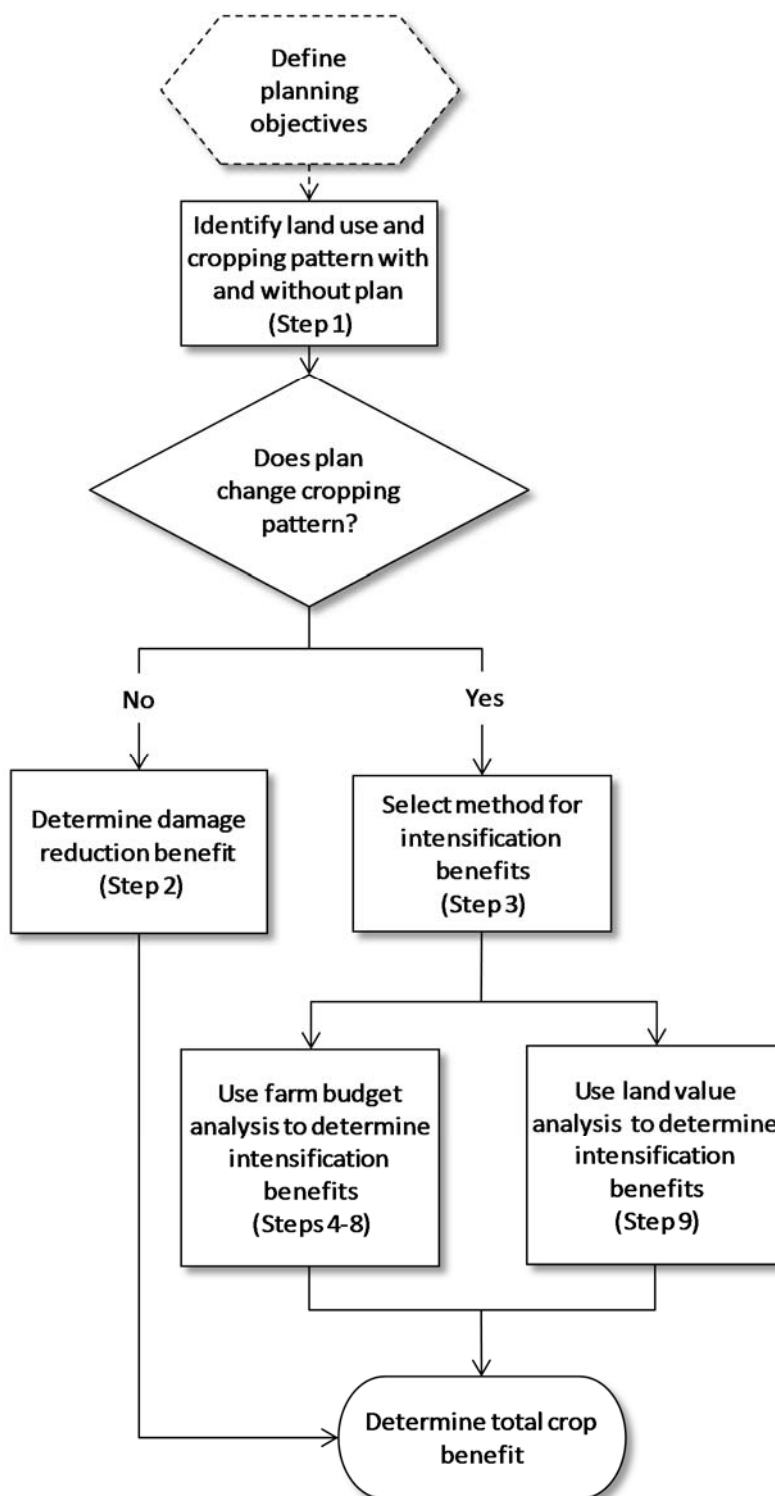 Define
planning
objectives
Identify land use and
cropping pattern with
and without plan
(Step 1)
Does plan
change cropping
pattern?
No
Yes
Determine damage
reduction benefit
(Step 2)
Select method for
intensification
benefits
(Step 3)
Use farm budget
analysis to determine
intensification
benefits
(Steps 4-8)
Use land value
analysis to determine
intensification
benefits
(Step 9)
Determine total crop
benefit